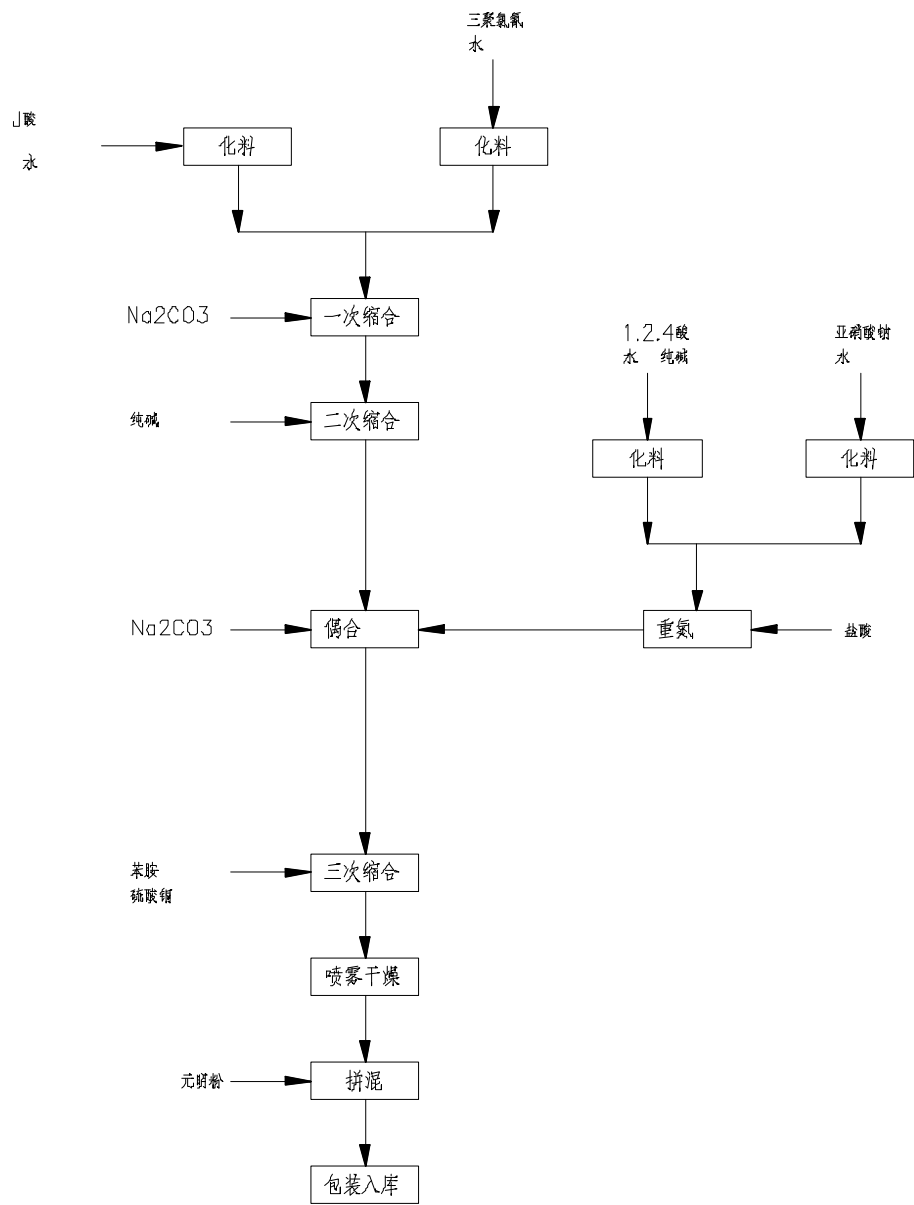 三聚氯氰
水
J酸
水
化料
化料
Na2CO3
一次缩合
1.2.4酸
水 纯碱
亚硝酸钠
水
纯碱
二次缩合
化料
化料
Na2CO3
偶合
重氮
盐酸
苯胺
硫酸铜
三次缩合
喷雾干燥
元明粉
拼混
包装入库